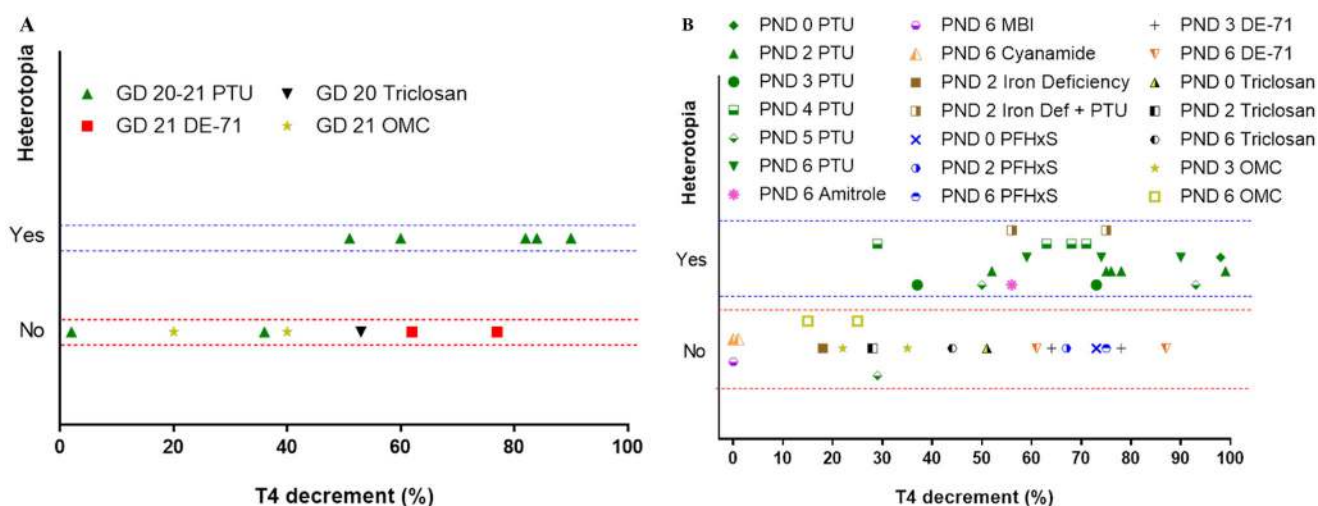 A
Heterotopia
GD 20-21 PTU
GD 20 Triclosan
GD 21 DE-71
GD 21 OMC
Yes
No
0 20 40 60 80 100
T4 decrement (%)
B
PND 0 PTU
PND 2 PTU
PND 3 PTU
PND 4 PTU
PND 5 PTU
PND 6 PTU
PND 6 Amitrole
PND 6 MBI
PND 6 Cyanamide
PND 2 Iron Deficiency
PND 2 Iron Def + PTU
PND 0 PFHxS
PND 2 PFHxS
PND 6 PFHxS
PND 3 DE-71
PND 6 DE-71
PND 0 Triclosan
PND 2 Triclosan
PND 6 Triclosan
PND 3 OMC
PND 6 OMC
Heterotopia
Yes
No
0 10 20 30 40 50 60 70 80 90 100
T4 decrement (%)